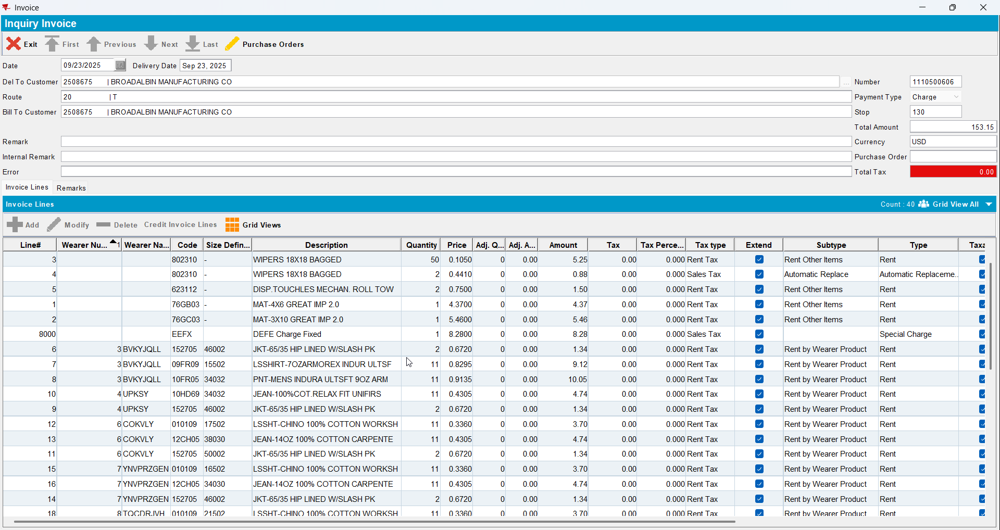 Invoice
Inquiry Invoice
Exit First Previous Next Last Purchase Orders
Date 09/23/2025 Delivery Date Sep 23, 2025
Del To Customer 2508675 | BROADALBIN MANUFACTURING CO ... Number 1110500606
Route 20 | T Payment Type Charge
Bill To Customer 2508675 | BROADALBIN MANUFACTURING CO Stop 130
Total Amount 153.15
Remark Currency USD
Internal Remark Purchase Order
Error Total Tax 0.00
Invoice Lines Remarks
Invoice Lines Count : 40 Grid View All
Add Modify Delete Credit Invoice Lines Grid Views
Line# Wearer Nu... 1 Wearer Na... Code Size Defin... Description Quantity Price Adj. Q... Adj. A... Amount Tax Tax Perce... Tax type Extend Subtype Type Taxa
3 802310 - WIPERS 18X18 BAGGED 50 0.1050 0 0.00 5.25 0.00 0.000 Rent Tax Rent Other Items Rent
4 802310 - WIPERS 18X18 BAGGED 2 0.4410 0 0.00 0.88 0.00 0.000 Sales Tax Automatic Replace Automatic Replaceme..
5 623112 - DISP.TOUCHLES MECHAN. ROLL TOW 2 0.7500 0 0.00 1.50 0.00 0.000 Rent Tax Rent Other Items Rent
1 76GB03 - MAT-4X6 GREAT IMP 2.0 1 4.3700 0 0.00 4.37 0.00 0.000 Rent Tax Rent Other Items Rent
2 76GC03 - MAT-3X10 GREAT IMP 2.0 1 5.4600 0 0.00 5.46 0.00 0.000 Rent Tax Rent Other Items Rent
8000 EEFX DEFE Charge Fixed 1 8.2800 0 0.00 8.28 0.00 0.000 Sales Tax Special Charge
6 3 BVKYJQLL 152705 46002 JKT-65/35 HIP LINED W/SLASH PK 2 0.6720 0 0.00 1.34 0.00 0.000 Rent Tax Rent by Wearer Product Rent
7 3 BVKYJQLL 09FR09 15502 LSSHIRT-7OZARMOREX INDUR ULTSF 11 0.8295 0 0.00 9.12 0.00 0.000 Rent Tax Rent by Wearer Product Rent
8 3 BVKYJQLL 10FR05 34032 PNT-MENS INDURA ULTSFT 9OZ ARM 11 0.9135 0 0.00 10.05 0.00 0.000 Rent Tax Rent by Wearer Product Rent
10 4 UPKSY 10HD69 34032 JEAN-100%COT.RELAX FIT UNIFIRS 11 0.4305 0 0.00 4.74 0.00 0.000 Rent Tax Rent by Wearer Product Rent
9 4 UPKSY 152705 46002 JKT-65/35 HIP LINED W/SLASH PK 2 0.6720 0 0.00 1.34 0.00 0.000 Rent Tax Rent by Wearer Product Rent
12 6 COKVLY 010109 17502 LSSHT-CHINO 100% COTTON WORKSH 11 0.3360 0 0.00 3.70 0.00 0.000 Rent Tax Rent by Wearer Product Rent
13 6 COKVLY 12CH05 38030 JEAN-14OZ 100% COTTON CARPENTE 11 0.4305 0 0.00 4.74 0.00 0.000 Rent Tax Rent by Wearer Product Rent
11 6 COKVLY 152705 50002 JKT-65/35 HIP LINED W/SLASH PK 2 0.6720 0 0.00 1.34 0.00 0.000 Rent Tax Rent by Wearer Product Rent
15 7 YNVPRZGEN 010109 16502 LSSHT-CHINO 100% COTTON WORKSH 11 0.3360 0 0.00 3.70 0.00 0.000 Rent Tax Rent by Wearer Product Rent
16 7 YNVPRZGEN 12CH05 34030 JEAN-14OZ 100% COTTON CARPENTE 11 0.4305 0 0.00 4.74 0.00 0.000 Rent Tax Rent by Wearer Product Rent
14 7 YNVPRZGEN 152705 46002 JKT-65/35 HIP LINED W/SLASH PK 2 0.6720 0 0.00 1.34 0.00 0.000 Rent Tax Rent by Wearer Product Rent
18 8 TQCDRJVH 010109 21502 LSSHT-CHINO 100% COTTON WORKSH 11 0.3360 0 0.00 3.70 0.00 0.000 Rent Tax Rent by Wearer Product Rent